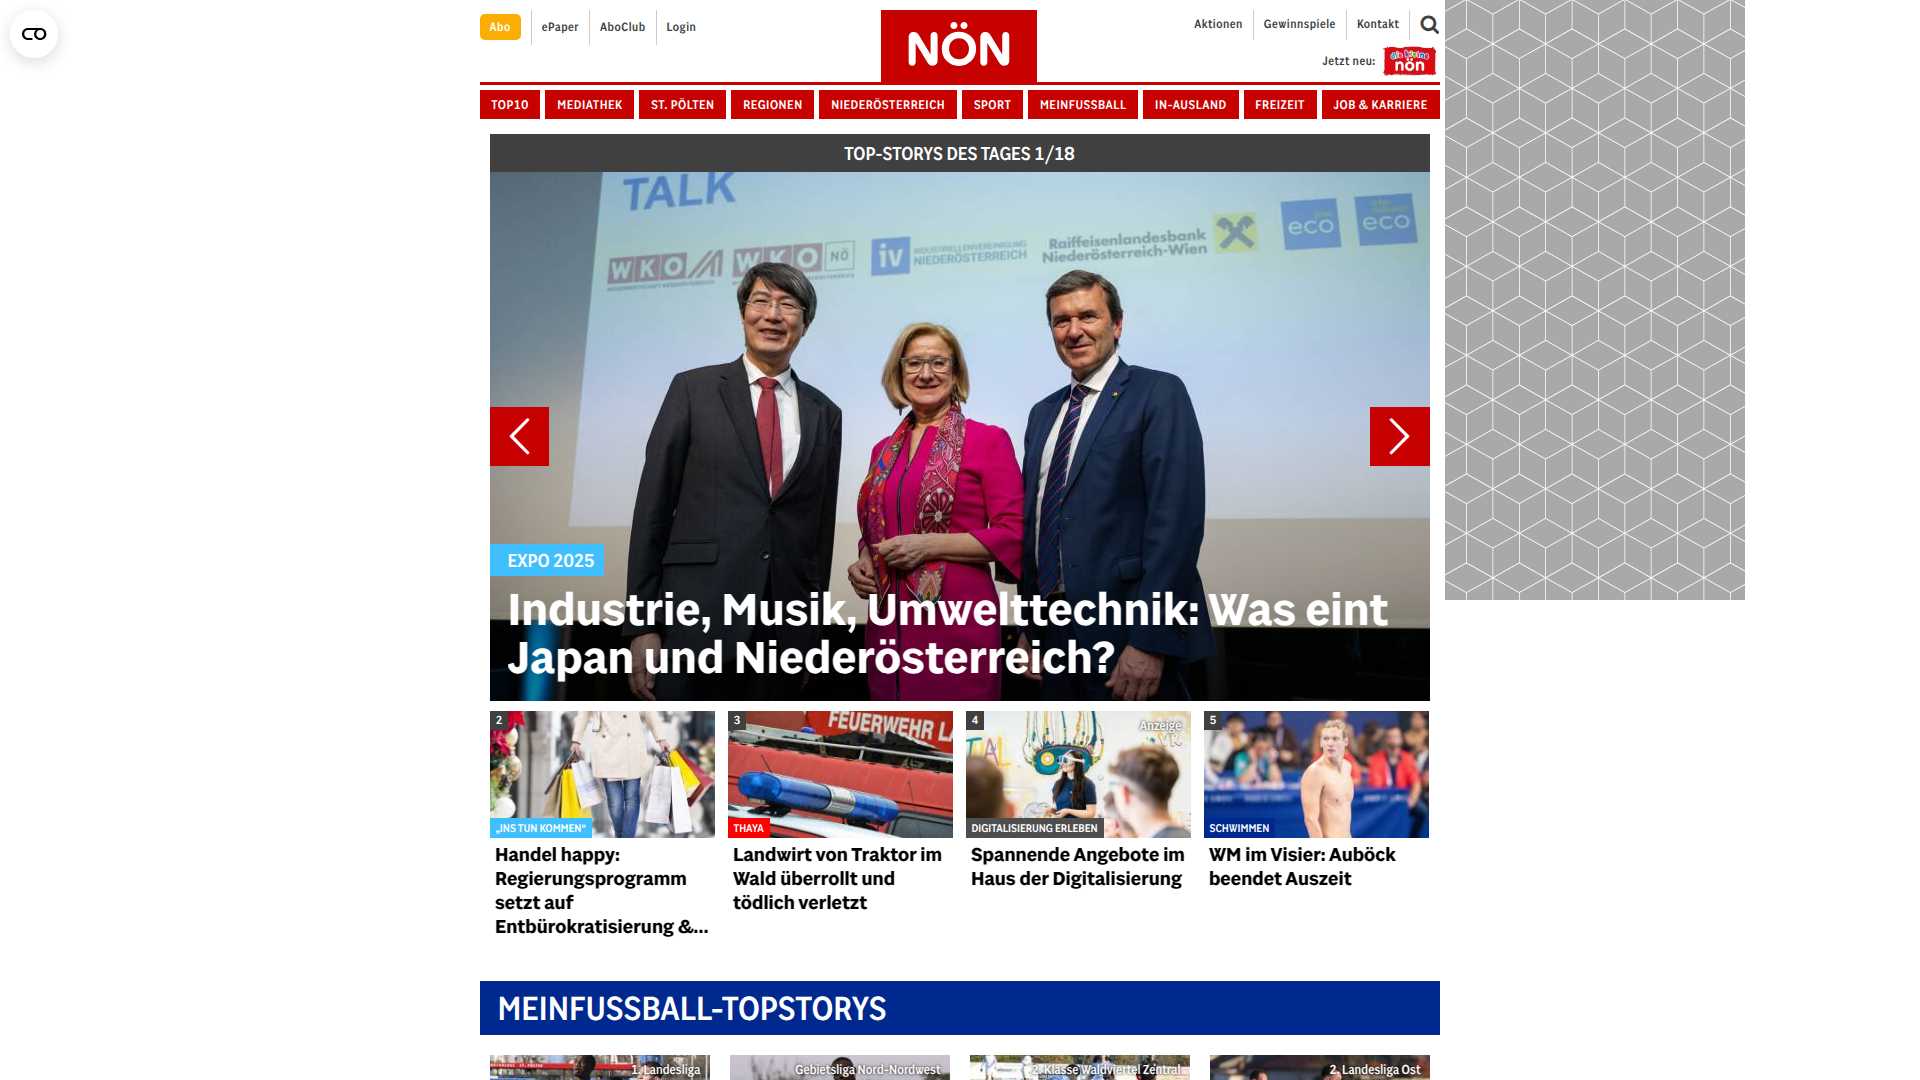 Abo
ePaper
AboClub
Login
NÖN
Aktionen
Gewinnspiele
Kontakt
Jetzt neu:
die kleine
nön
TOP10
MEDIATHEK
ST. PÖLTEN
REGIONEN
NIEDERÖSTERREICH
SPORT
MEINFUSSBALL
IN-AUSLAND
FREIZEIT
JOB & KARRIERE
TOP-STORYS DES TAGES 1/18
TALK
WKO
WKO NÖ
iv INDUSTRIELLENVEREINIGUNG
NIEDERÖSTERREICH
Raiffeisenlandesbank
Niederösterreich-Wien
eco
eco
EXPO 2025
Industrie, Musik, Umwelttechnik: Was eint
Japan und Niederösterreich?
2
„INS TUN KOMMEN“
Handel happy:
Regierungsprogramm
setzt auf
Entbürokratisierung &...
3
FEUERWEHR LA
THAYA
Landwirt von Traktor im
Wald überrollt und
tödlich verletzt
4
Anzeige
DIGITALISIERUNG ERLEBEN
Spannende Angebote im
Haus der Digitalisierung
5
SCHWIMMEN
WM im Visier: Auböck
beendet Auszeit
MEINFUSSBALL-TOPSTORYS
1. Landesliga
Gebietsliga Nord-Nordwest
2. Klasse Waldviertel Zentral
2. Landesliga Ost